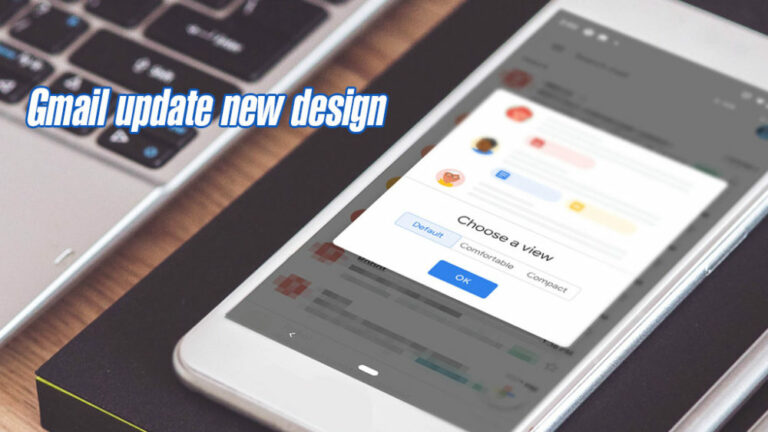 Gmail update new design
Choose a view
Default
Comfortable
Compact
OK